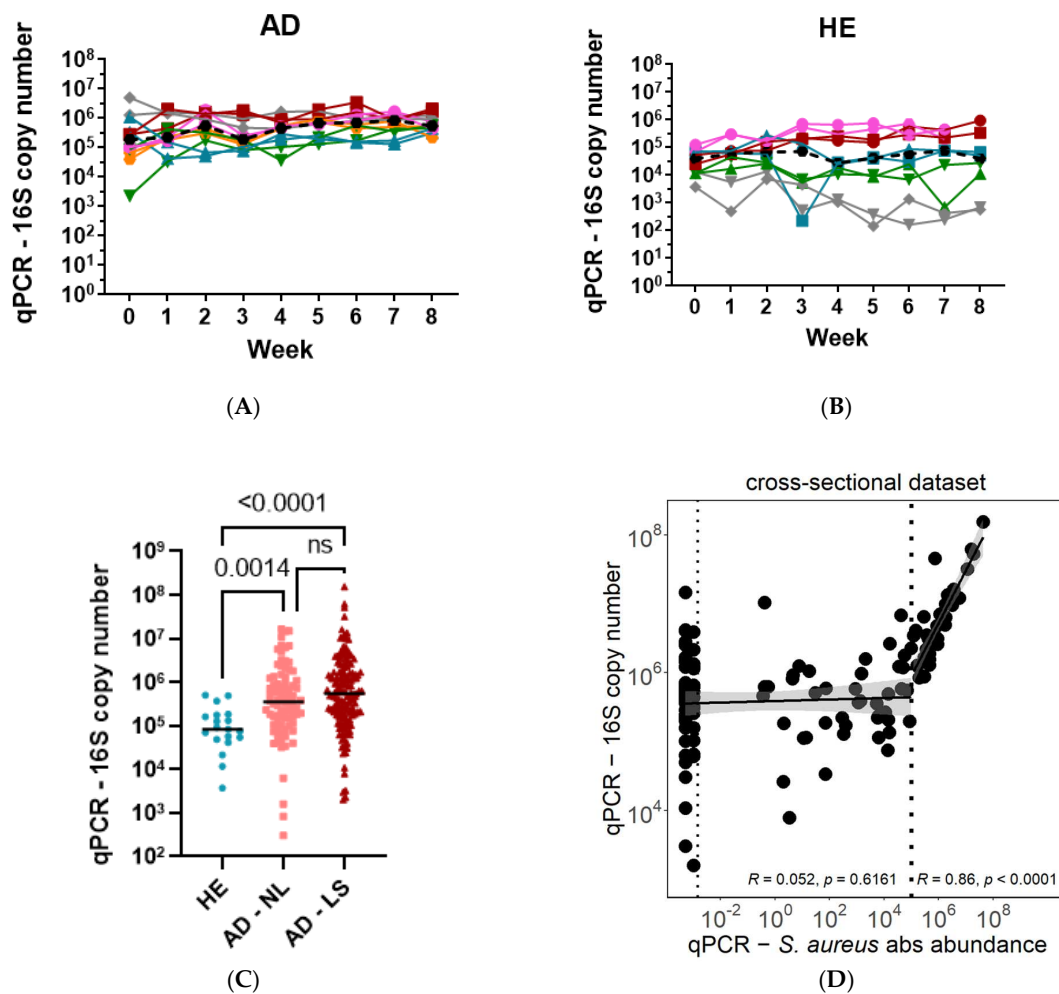 AD
qPCR - 16S copy number
10⁸
10⁷
10⁶
10⁵
10⁴
10³
10²
10¹
10⁰
0 1 2 3 4 5 6 7 8
Week
(A)
HE
qPCR - 16S copy number
10⁸
10⁷
10⁶
10⁵
10⁴
10³
10²
10¹
10⁰
0 1 2 3 4 5 6 7 8
Week
(B)
<0.0001
ns
0.0014
qPCR - 16S copy number
10⁹
10⁸
10⁷
10⁶
10⁵
10⁴
10³
10²
HE
AD - NL
AD - LS
(C)
cross-sectional dataset
qPCR − 16S copy number
10⁸
10⁶
10⁴
R = 0.052, p = 0.6161 R = 0.86, p < 0.0001
10⁻² 10⁰ 10² 10⁴ 10⁶ 10⁸
qPCR − S. aureus abs abundance
(D)